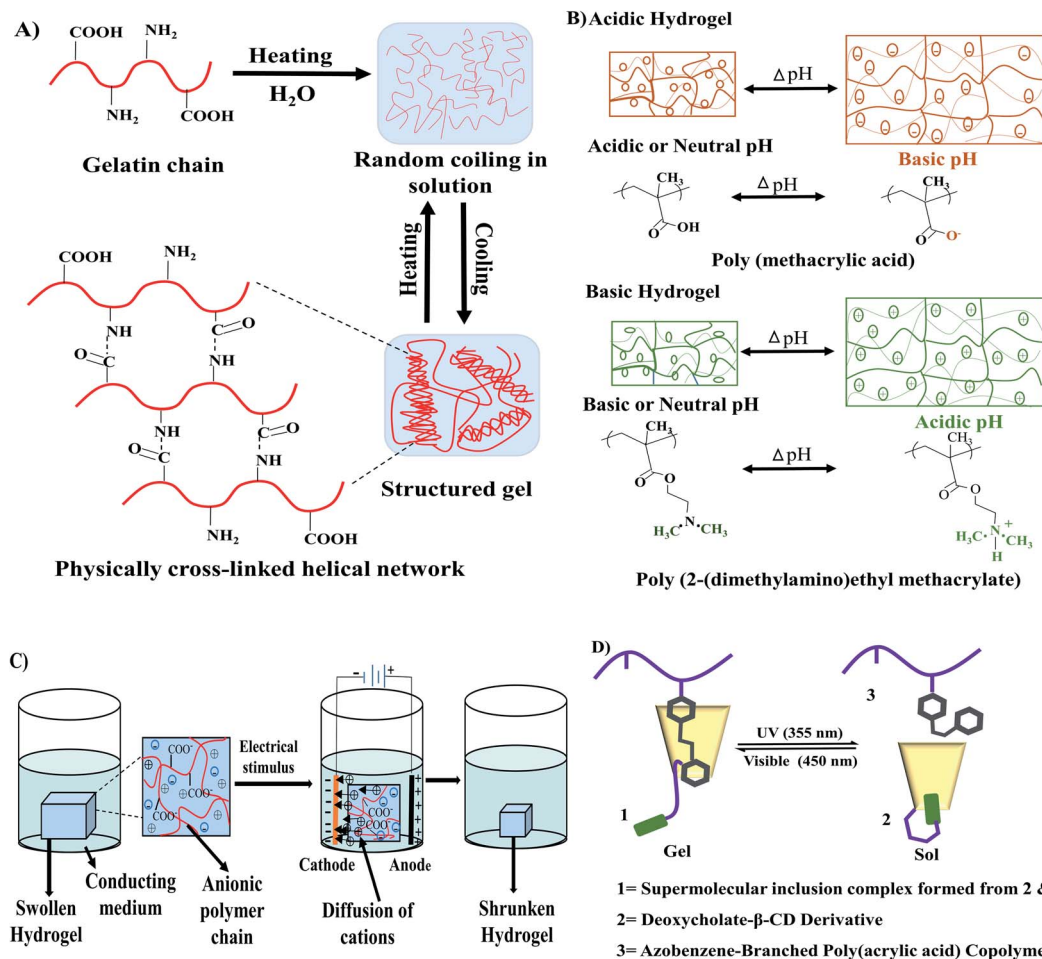 A)
COOH
NH2
NH2
COOH
Gelatin chain
Heating
H2O
Random coiling in
solution
Heating
Cooling
Structured gel
COOH
NH2
NH
C
O
C
O
NH
NH
C
O
C
O
NH
NH2
COOH
Physically cross-linked helical network
B) Acidic Hydrogel
Δ pH
Acidic or Neutral pH
Basic pH
CH3
O
OH
Δ pH
CH3
O
O-
Poly (methacrylic acid)
Basic Hydrogel
Δ pH
Basic or Neutral pH
Acidic pH
CH3
O
O
N
H3C
CH3
Δ pH
CH3
O
O
N+
H3C
CH3
H
Poly (2-(dimethylamino)ethyl methacrylate)
C)
COO-
COO-
COO-
Electrical
stimulus
- +
COO-
COO-
Cathode
Anode
Swollen
Hydrogel
Conducting
medium
Anionic
polymer
chain
Diffusion of
cations
Shrunken
Hydrogel
D)
3
UV (355 nm)
Visible (450 nm)
1
2
Gel
Sol
1= Supermolecular inclusion complex formed from 2 &
2= Deoxycholate-β-CD Derivative
3= Azobenzene-Branched Poly(acrylic acid) Copolyme